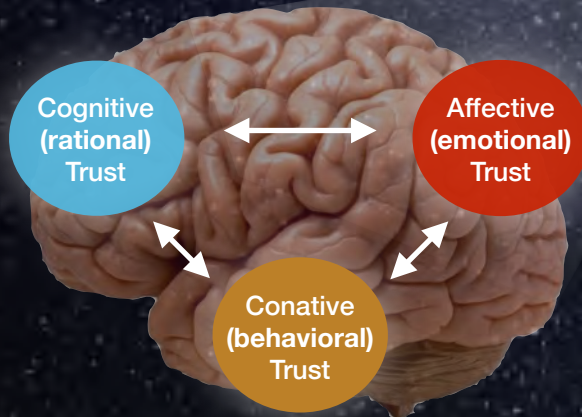 Cognitive
(rational)
Trust
Affective
(emotional)
Trust
Conative
(behavioral)
Trust